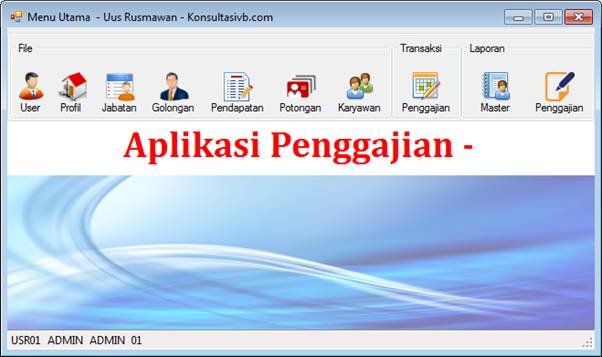 Menu Utama - Uus Rusmawan - Konsultasivb.com
File
Transaksi
Laporan
User
Profil
Jabatan
Golongan
Pendapatan
Potongan
Karyawan
Penggajian
Master
Penggajian
Aplikasi Penggajian -
USR01 ADMIN ADMIN 01